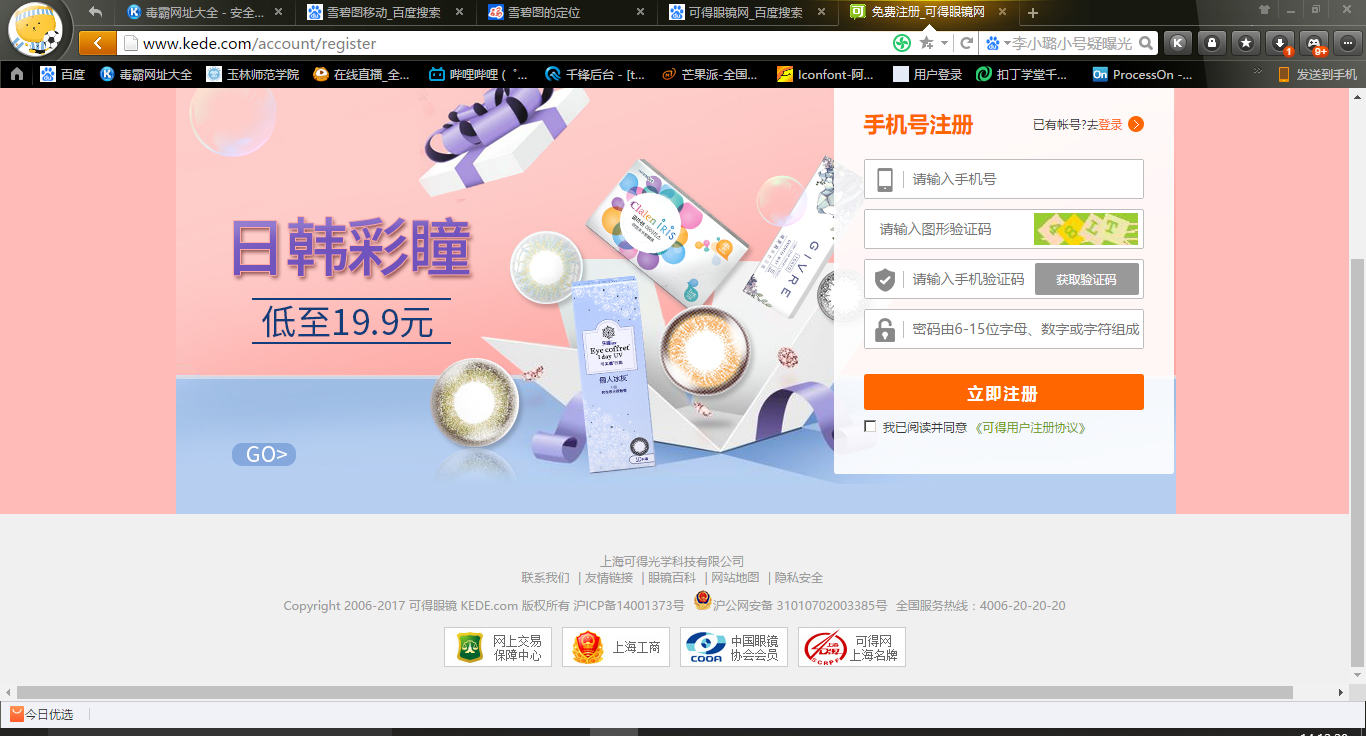 毒霸网址大全 - 安全...
雪碧图移动_百度搜索
雪碧图的定位
可得眼镜网_百度搜索
免费注册_可得眼镜网
www.kede.com/account/register
李小璐小号疑曝光
1
9+
百度
毒霸网址大全
玉林师范学院
在线直播_全...
哔哩哔哩 ( ゜-...
千锋后台 - [t...
芒果派-全国...
Iconfont-阿...
用户登录
扣丁学堂千...
ProcessOn -...
发送到手机
日韩彩瞳
低至19.9元
GO>
Clalen IRIS
GIVRE
Eye coffret
1 day UV
手机号注册
已有帐号?去登录
请输入手机号
请输入图形验证码
请输入手机验证码
获取验证码
密码由6-15位字母、数字或字符组成
立即注册
我已阅读并同意 《可得用户注册协议》
上海可得光学科技有限公司
联系我们 | 友情链接 | 眼镜百科 | 网站地图 | 隐私安全
Copyright 2006-2017 可得眼镜 KEDE.com 版权所有 沪ICP备14001373号 沪公网安备 31010702003385号 全国服务热线：4006-20-20-20
网上交易
保障中心
上海工商
COOA
中国眼镜
协会会员
SCRPF
可得网
上海名牌
今日优选